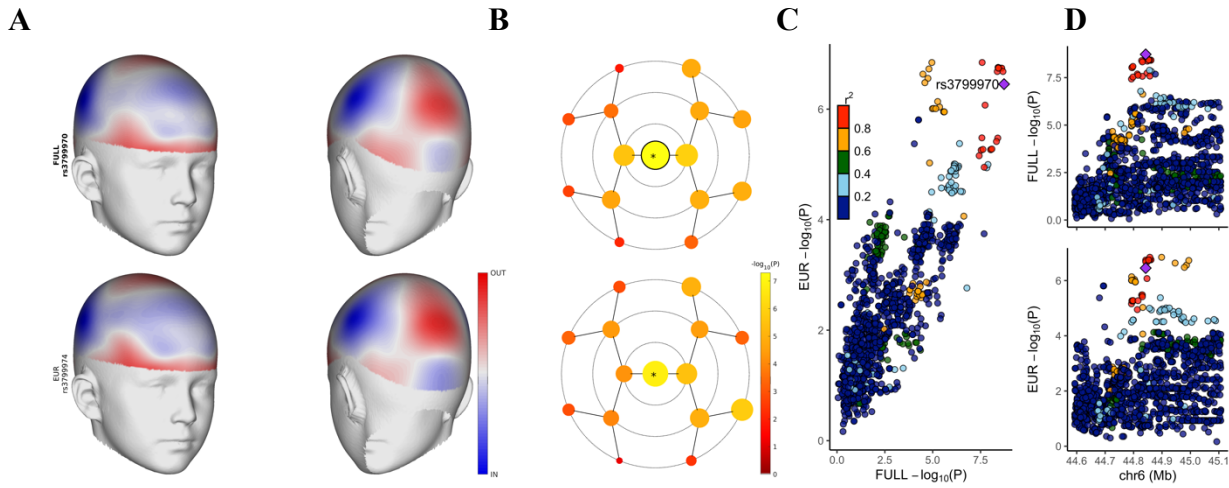 A
B
C
D
FULL
rs3799970
EUR
rs3799974
OUT
IN
*
*
-log10(P)
7
6
5
4
3
2
1
0
EUR −log10(P)
6
4
2
0
rs3799970
r2
0.8
0.6
0.4
0.2
0.0
2.5
5.0
7.5
FULL −log10(P)
FULL −log10(P)
7.5
5.0
2.5
0.0
EUR −log10(P)
6
4
2
0
44.6
44.7
44.8
44.9
45.0
45.1
chr6 (Mb)